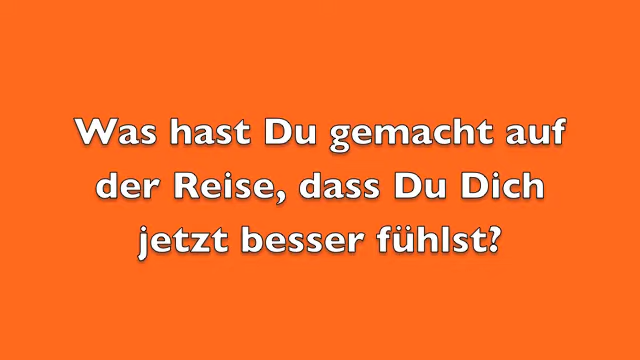 Was hast Du gemacht auf
der Reise, dass Du Dich
jetzt besser fühlst?